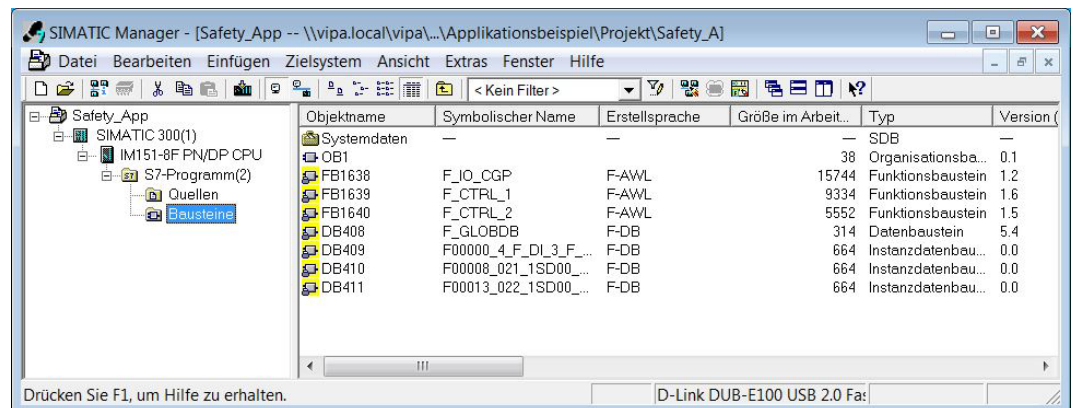 SIMATIC Manager - [Safety_App -- \\vipa.local\vipa\...\Applikationsbeispiel\Projekt\Safety_A]
Datei Bearbeiten Einfügen Zielsystem Ansicht Extras Fenster Hilfe
< Kein Filter >
Safety_App
SIMATIC 300(1)
IM151-8F PN/DP CPU
S7-Programm(2)
Quellen
Bausteine
Objektname Symbolischer Name Erstellsprache Größe im Arbeit... Typ Version (
Systemdaten — — — SDB —
OB1 38 Organisationsba... 0.1
FB1638 F_IO_CGP F-AWL 15744 Funktionsbaustein 1.2
FB1639 F_CTRL_1 F-AWL 9334 Funktionsbaustein 1.6
FB1640 F_CTRL_2 F-AWL 5552 Funktionsbaustein 1.5
DB408 F_GLOBDB F-DB 314 Datenbaustein 5.4
DB409 F00000_4_F_DI_3_F_... F-DB 664 Instanzdatenbau... 0.0
DB410 F00008_021_1SD00_... F-DB 664 Instanzdatenbau... 0.0
DB411 F00013_022_1SD00_... F-DB 664 Instanzdatenbau... 0.0
Drücken Sie F1, um Hilfe zu erhalten. D-Link DUB-E100 USB 2.0 Fas